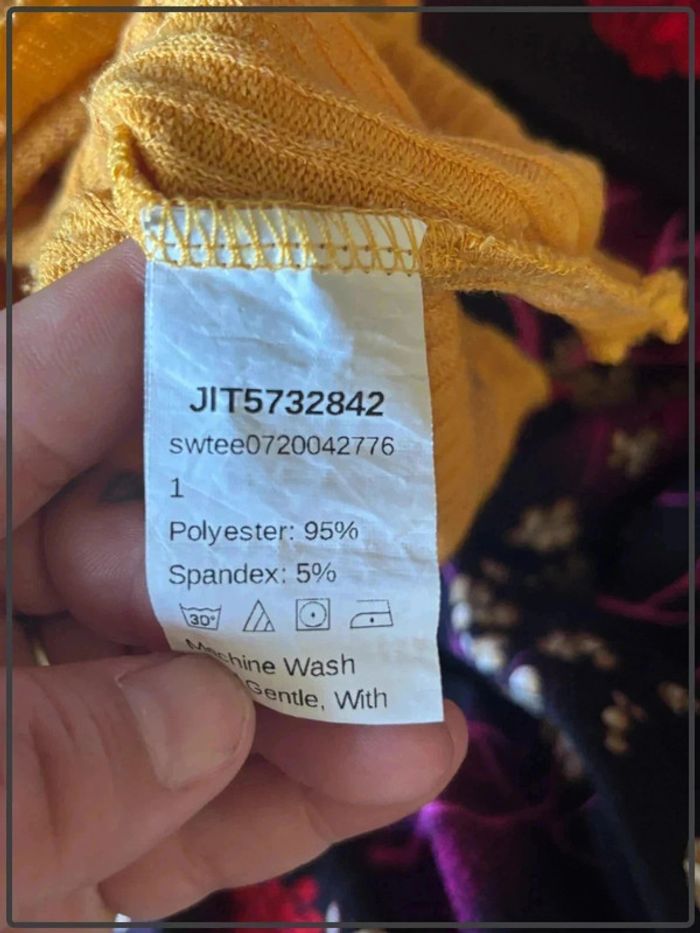 JIT5732842
swtee0720042776
1
Polyester: 95%
Spandex: 5%
30°
Machine Wash
Gentle, With